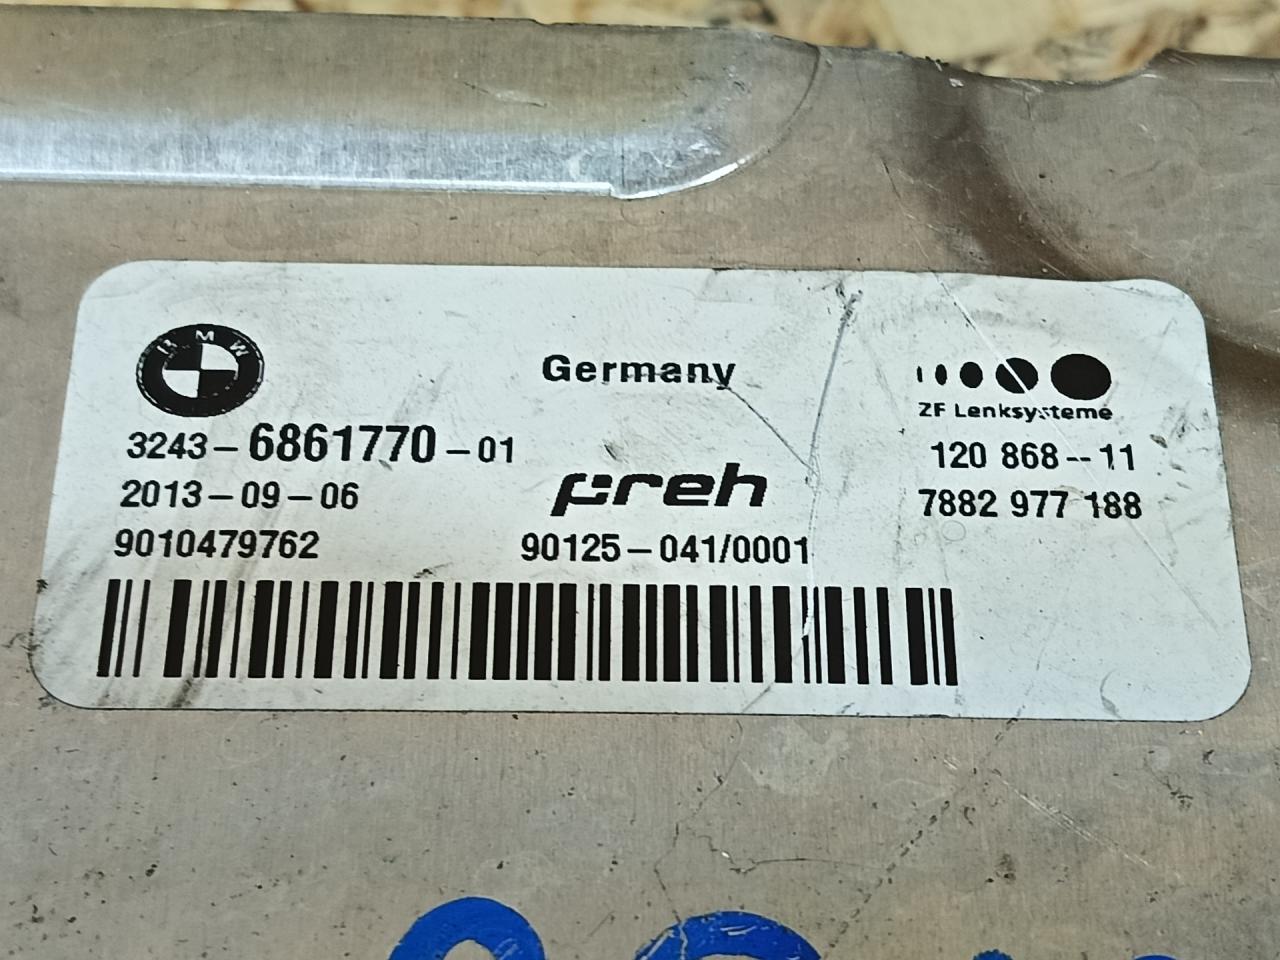 BMW
Germany
ZF Lenksysteme
3243-6861770-01
120 868--11
2013-09-06
preh
7882 977 188
9010479762
90125-041/0001